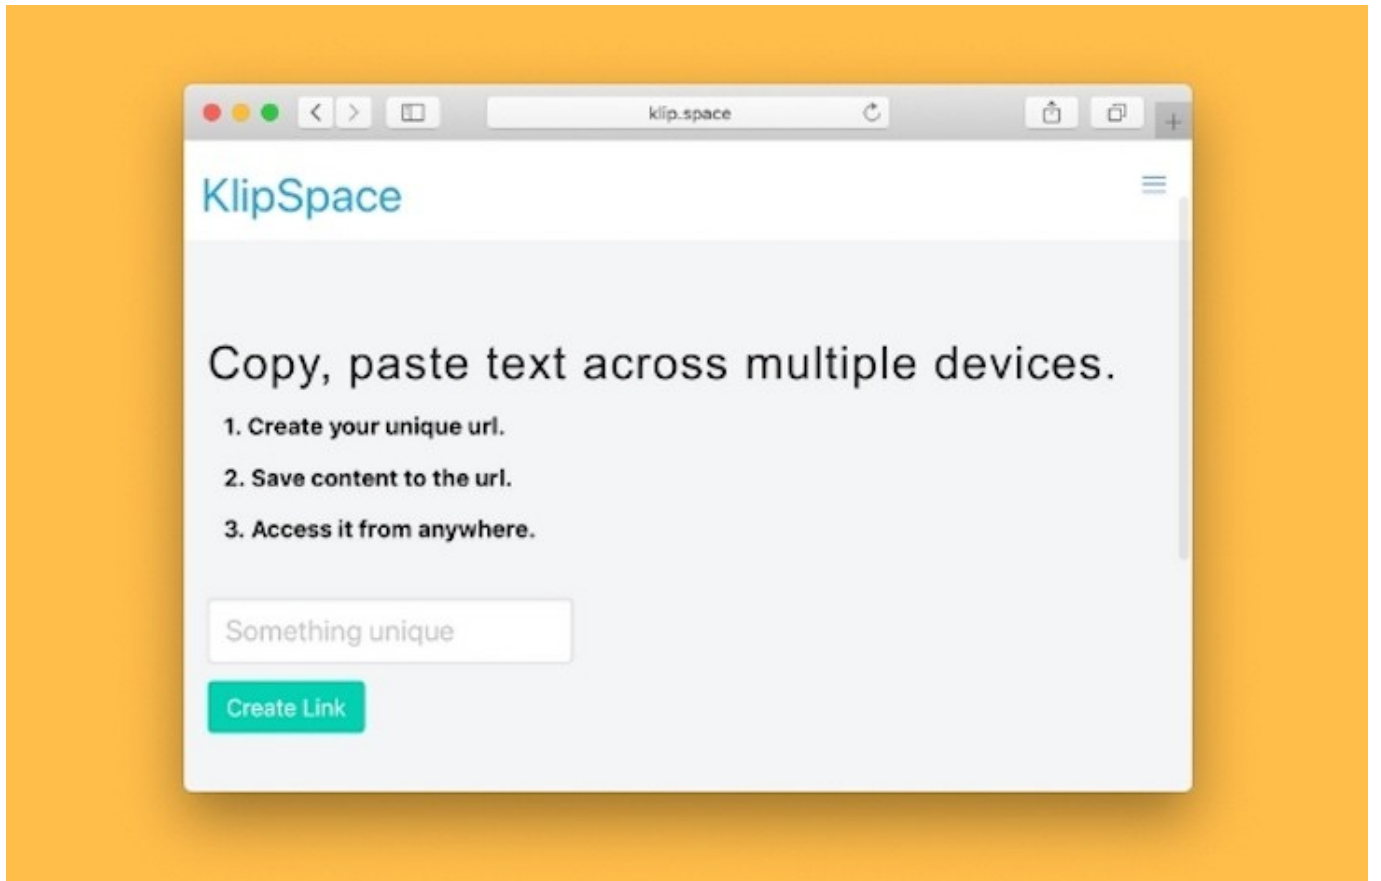 klip.space
KlipSpace
Copy, paste text across multiple devices.
1. Create your unique url.
2. Save content to the url.
3. Access it from anywhere.
Something unique
Create Link